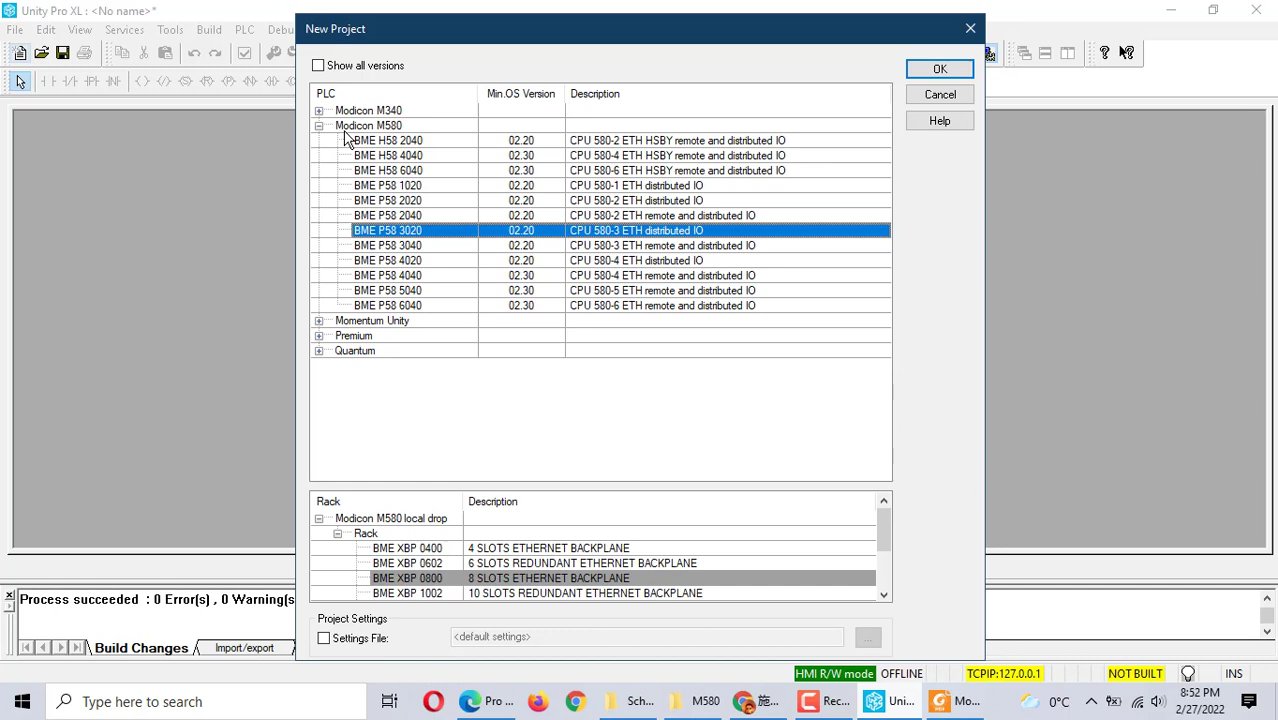 Unity Pro XL : <No name>*
New Project
File Edit View Services Tools Build PLC Debu
Show all versions
OK
PLC Min.OS Version Description
Cancel
Modicon M340
Help
Modicon M580
BME H58 2040 02.20 CPU 580-2 ETH HSBY remote and distributed IO
BME H58 4040 02.30 CPU 580-4 ETH HSBY remote and distributed IO
BME H58 6040 02.30 CPU 580-6 ETH HSBY remote and distributed IO
BME P58 1020 02.20 CPU 580-1 ETH distributed IO
BME P58 2020 02.20 CPU 580-2 ETH distributed IO
BME P58 2040 02.20 CPU 580-2 ETH remote and distributed IO
BME P58 3020 02.20 CPU 580-3 ETH distributed IO
BME P58 3040 02.20 CPU 580-3 ETH remote and distributed IO
BME P58 4020 02.20 CPU 580-4 ETH distributed IO
BME P58 4040 02.30 CPU 580-4 ETH remote and distributed IO
BME P58 5040 02.30 CPU 580-5 ETH remote and distributed IO
BME P58 6040 02.30 CPU 580-6 ETH remote and distributed IO
Momentum Unity
Premium
Quantum
Rack Description
Modicon M580 local drop
Rack
BME XBP 0400 4 SLOTS ETHERNET BACKPLANE
BME XBP 0602 6 SLOTS REDUNDANT ETHERNET BACKPLANE
BME XBP 0800 8 SLOTS ETHERNET BACKPLANE
BME XBP 1002 10 SLOTS REDUNDANT ETHERNET BACKPLANE
Process succeeded : 0 Error(s) , 0 Warning(s
Project Settings
Settings File: <default settings> ...
Build Changes Import/export
HMI R/W mode OFFLINE TCPIP:127.0.0.1 NOT BUILT INS
Type here to search Pro ... Sch... M580 施... Rec... Uni... Mo... 0°C
8:52 PM
2/27/2022